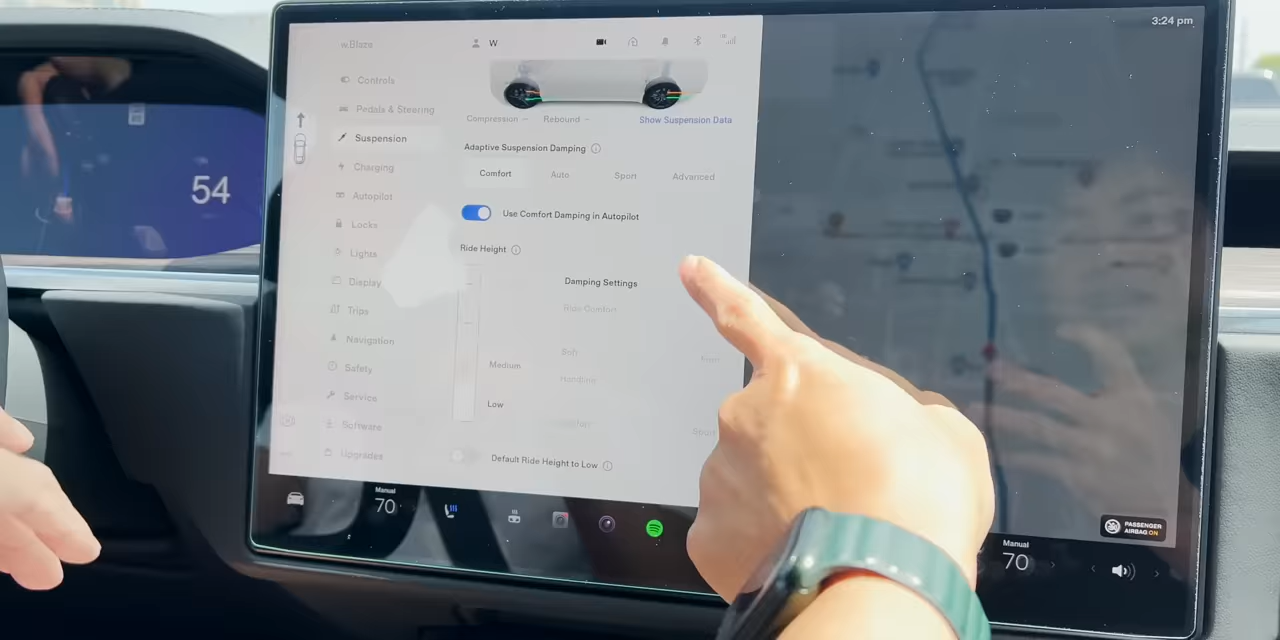 3:24 pm
w.Blaze
W
Controls
Pedals & Steering
Suspension
Charging
Autopilot
Locks
Lights
Display
Trips
Navigation
Safety
Service
Software
Upgrades
Compression
Rebound
Show Suspension Data
Adaptive Suspension Damping
Comfort
Auto
Sport
Advanced
Use Comfort Damping in Autopilot
Ride Height
Damping Settings
Ride Comfort
Soft
Firm
Medium
Handling
Low
Sport
Default Ride Height to Low
54
Manual
70
Manual
70
PASSENGER
AIRBAG ON